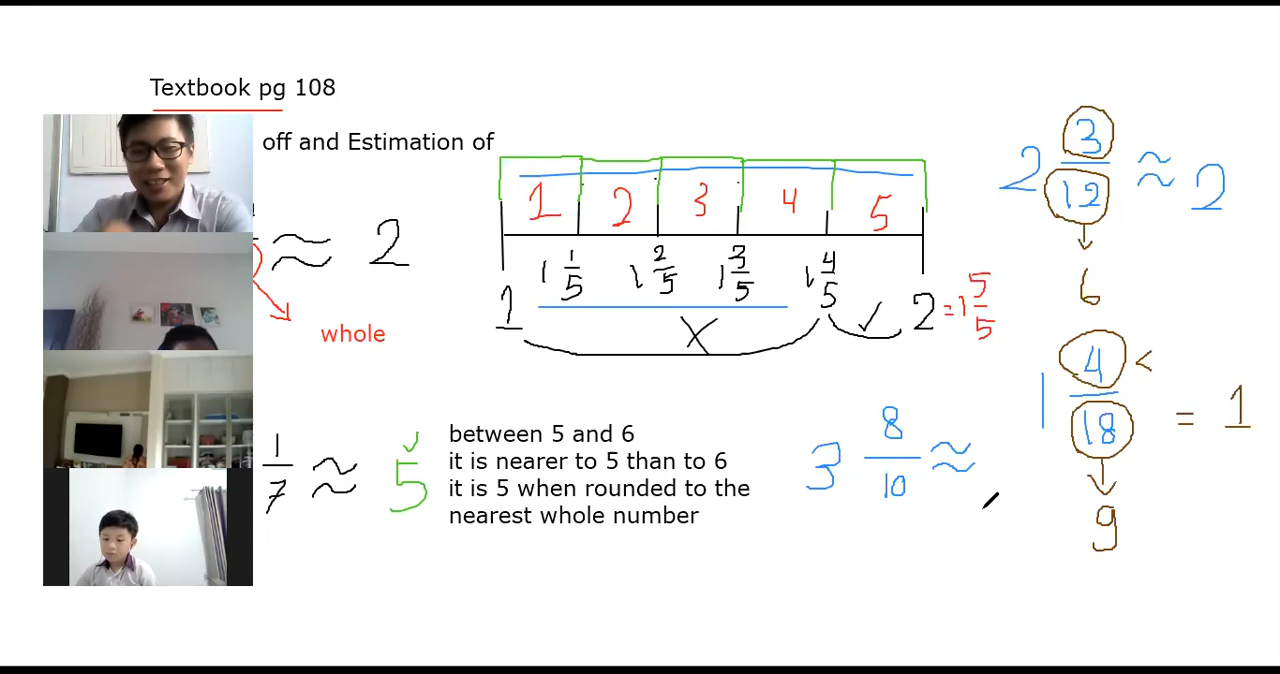 Textbook pg 108
off and Estimation of
≈ 2
whole
1 2 3 4 5
1 1 1/5 1 2/5 1 3/5 1 4/5 2 = 1 5/5
X ✓
1/7 ≈ 5 ✓
between 5 and 6
it is nearer to 5 than to 6
it is 5 when rounded to the
nearest whole number
3 8/10 ≈
2 3/12 ≈ 2
6
1 4/18 = 1
<
9